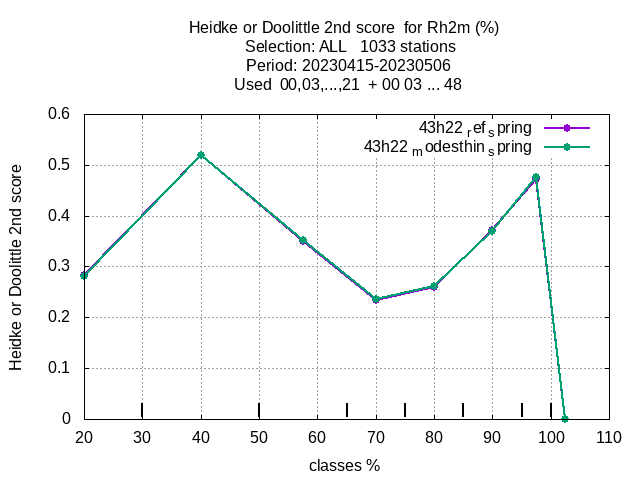 Heidke or Doolittle 2nd score  for Rh2m (%)
Selection: ALL   1033 stations
Period: 20230415-20230506
Used  00,03,...,21  + 00 03 ... 48
43h22 ref spring
43h22 modesthin spring
Heidke or Doolittle 2nd score
0.6
0.5
0.4
0.3
0.2
0.1
0
20 30 40 50 60 70 80 90 100 110
classes %